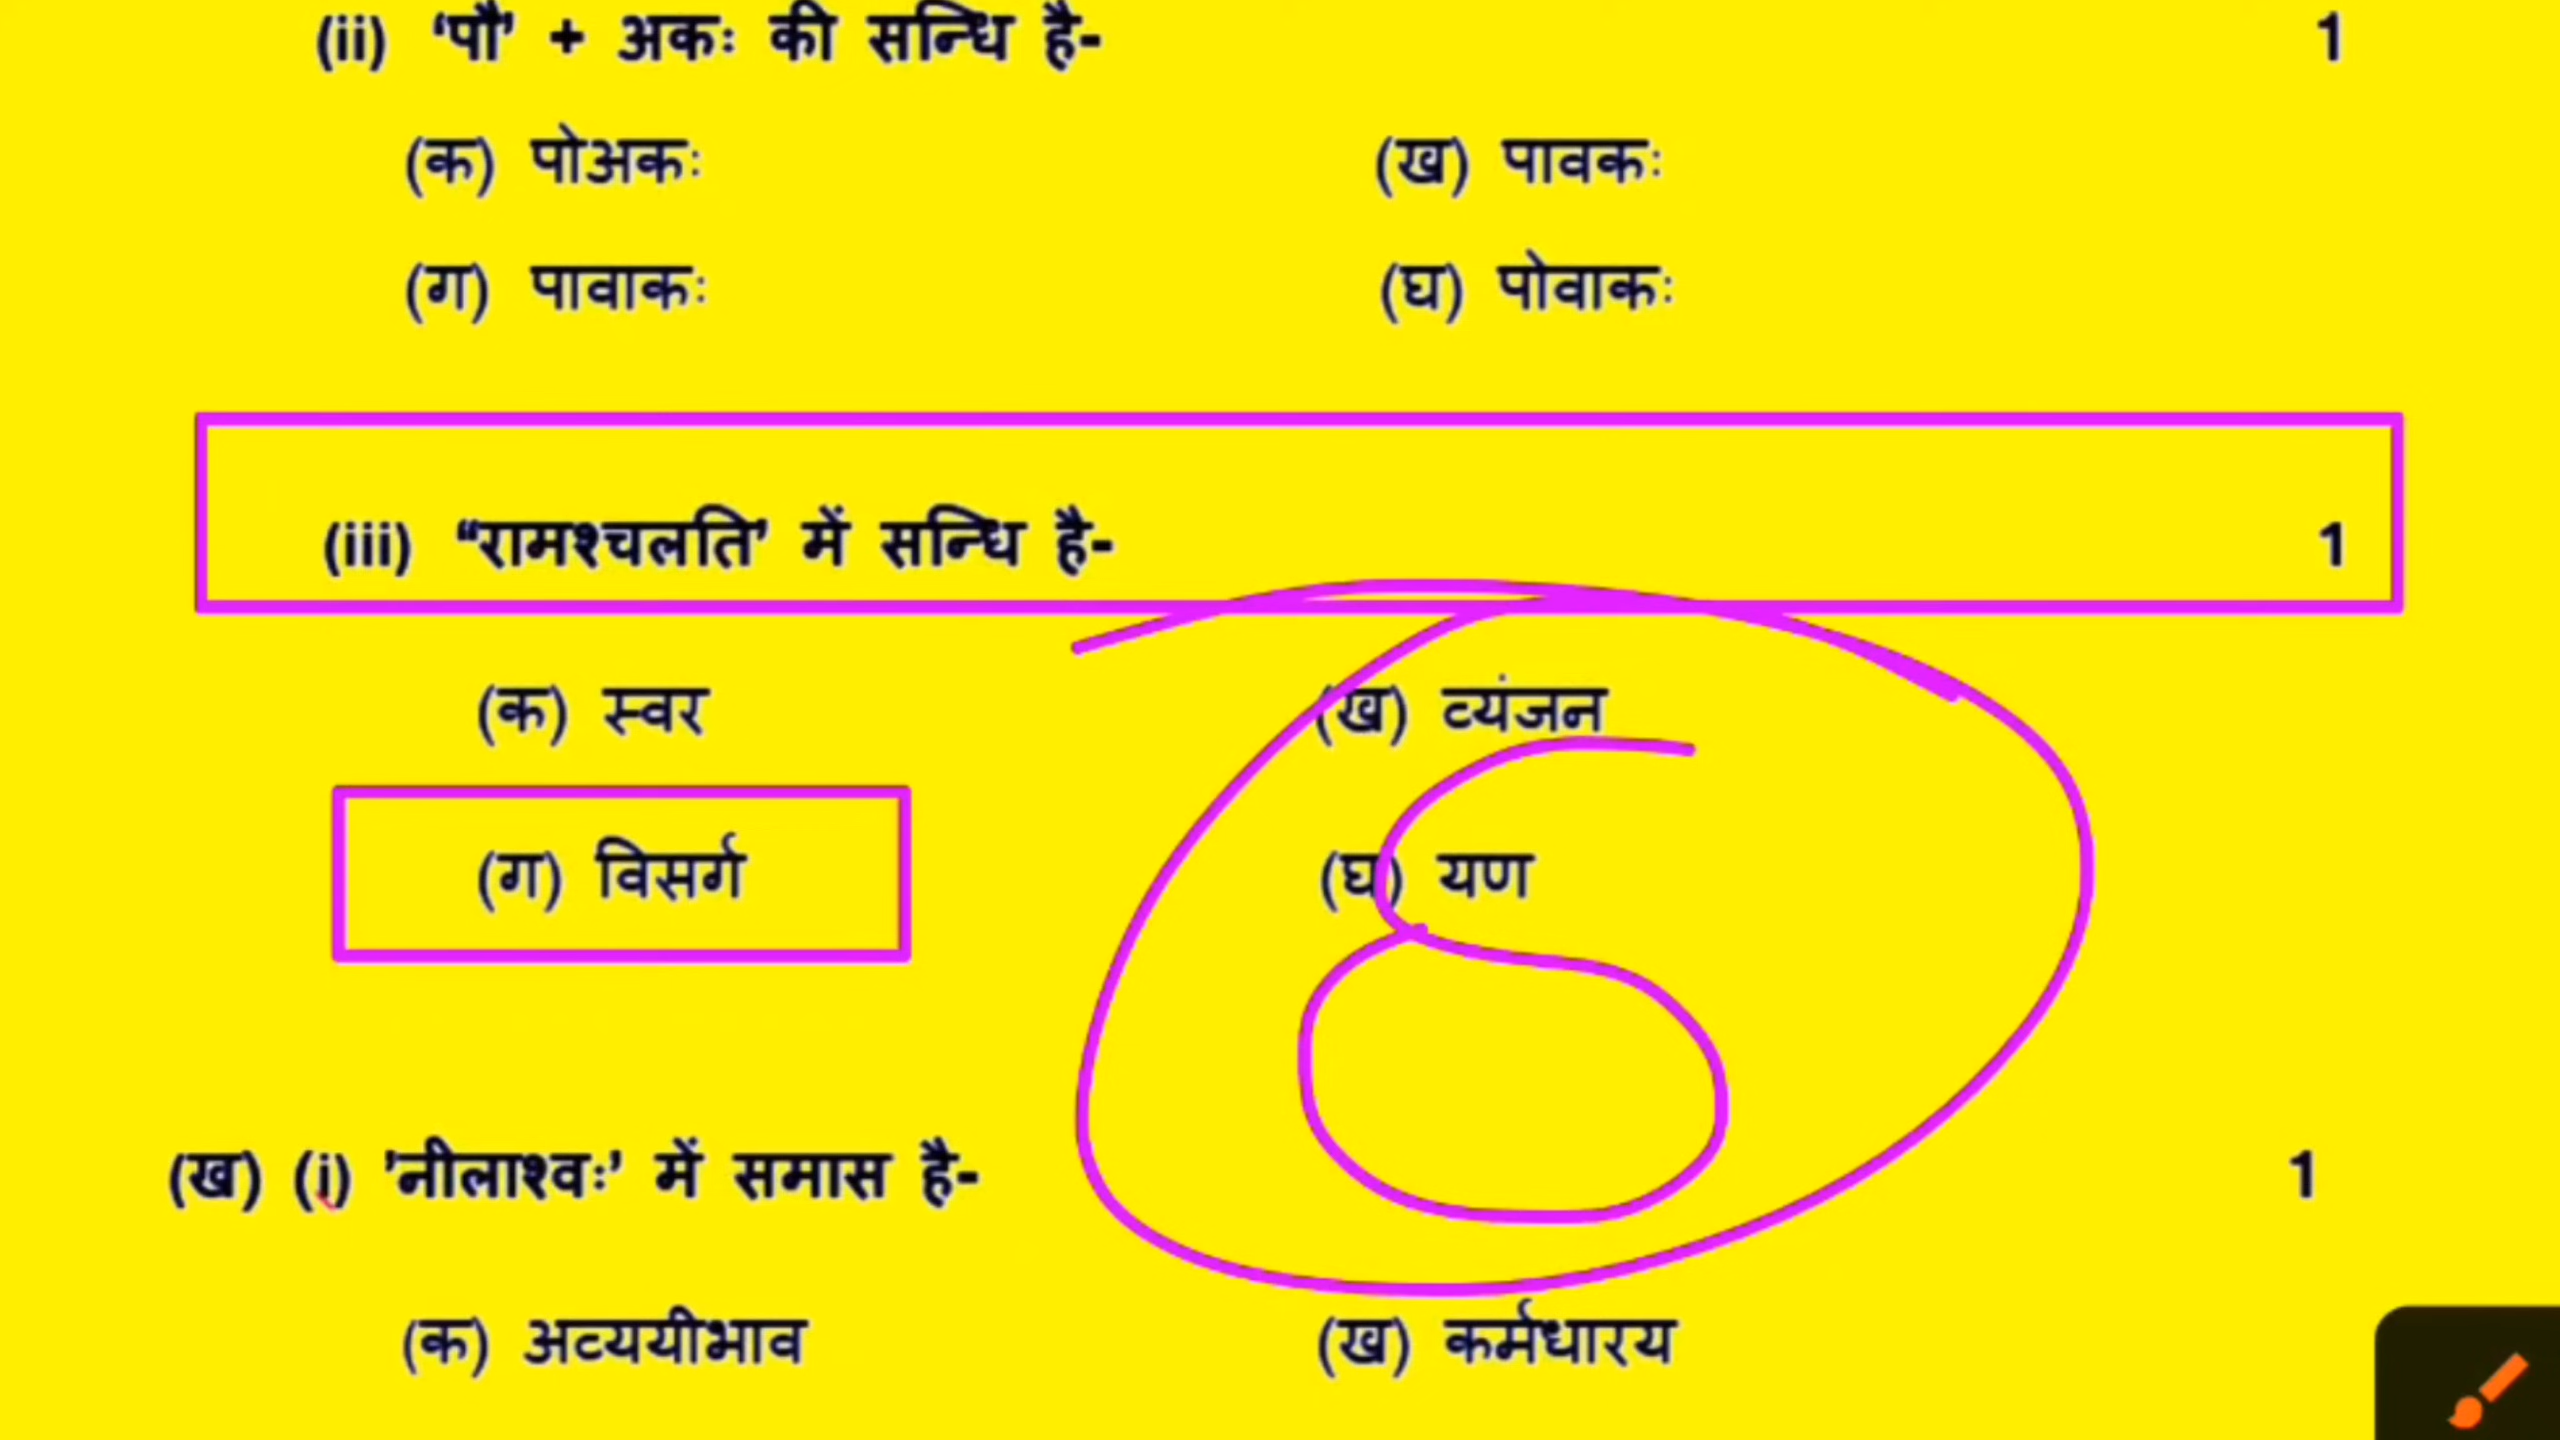 (ii) ‘पौ’ + अकः की सन्धि है- 1
(क) पोअकः (ख) पावकः
(ग) पावाकः (घ) पोवाकः
(iii) “रामश्चलति’ में सन्धि है- 1
(क) स्वर (ख) व्यंजन
(ग) विसर्ग (घ) यण
(ख) (i) ’नीलाश्वः’ में समास है- 1
(क) अव्ययीभाव (ख) कर्मधारय